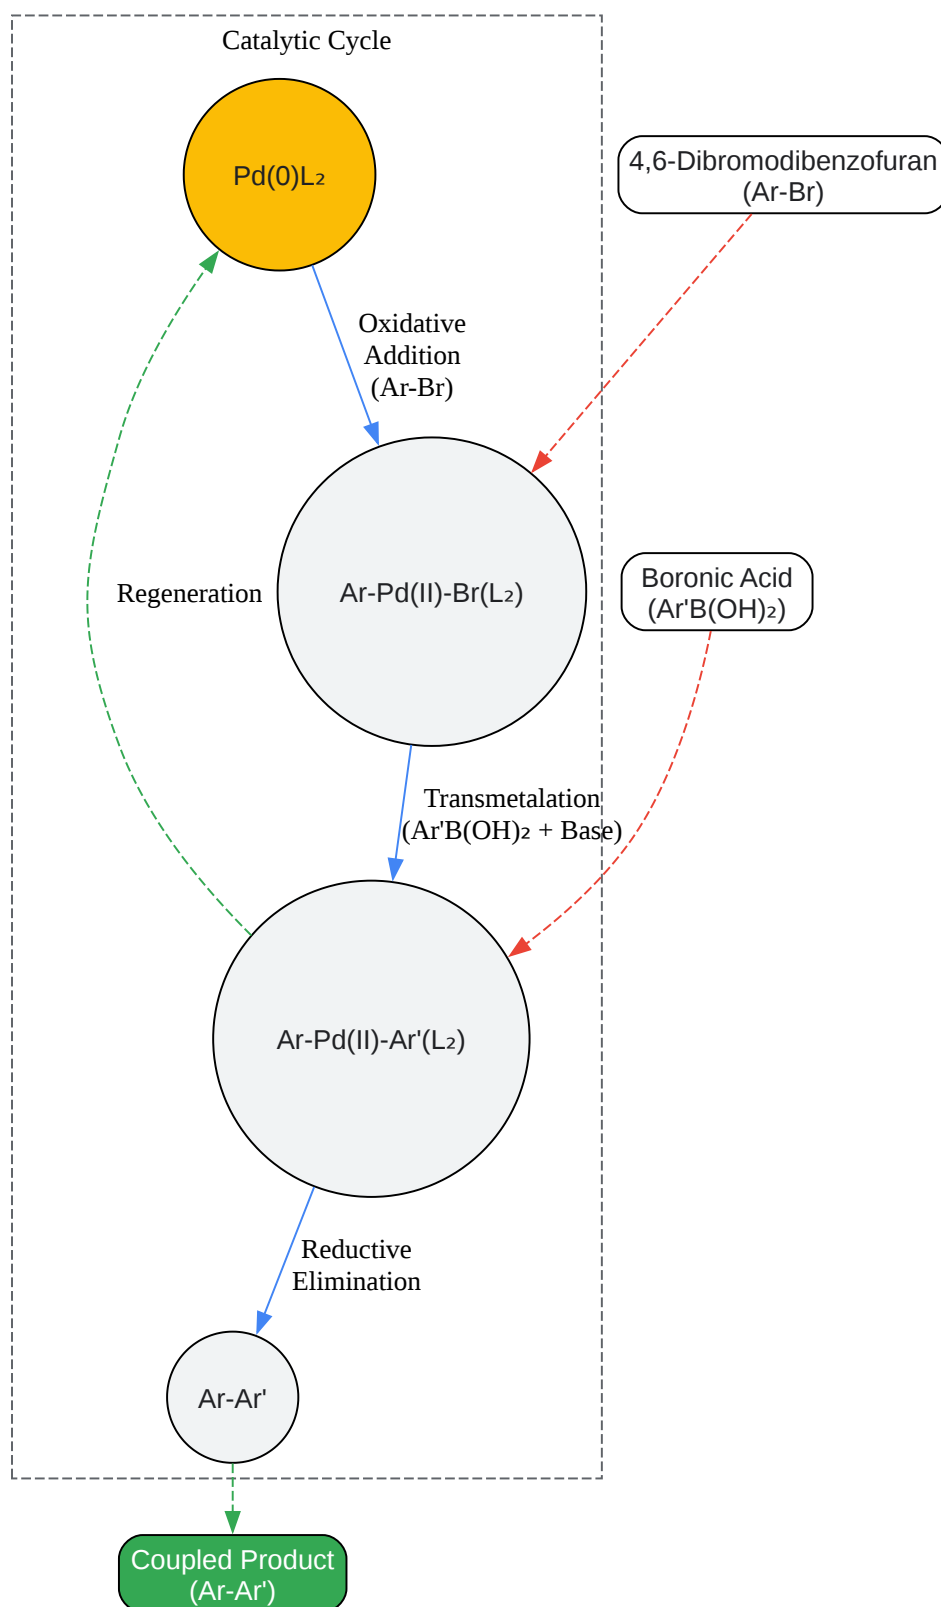 Catalytic Cycle
Pd(0)L₂
4,6-Dibromodibenzofuran
(Ar-Br)
Oxidative
Addition
(Ar-Br)
Ar-Pd(II)-Br(L₂)
Boronic Acid
(Ar'B(OH)₂)
Regeneration
Transmetalation
(Ar'B(OH)₂ + Base)
Ar-Pd(II)-Ar'(L₂)
Reductive
Elimination
Ar-Ar'
Coupled Product
(Ar-Ar')